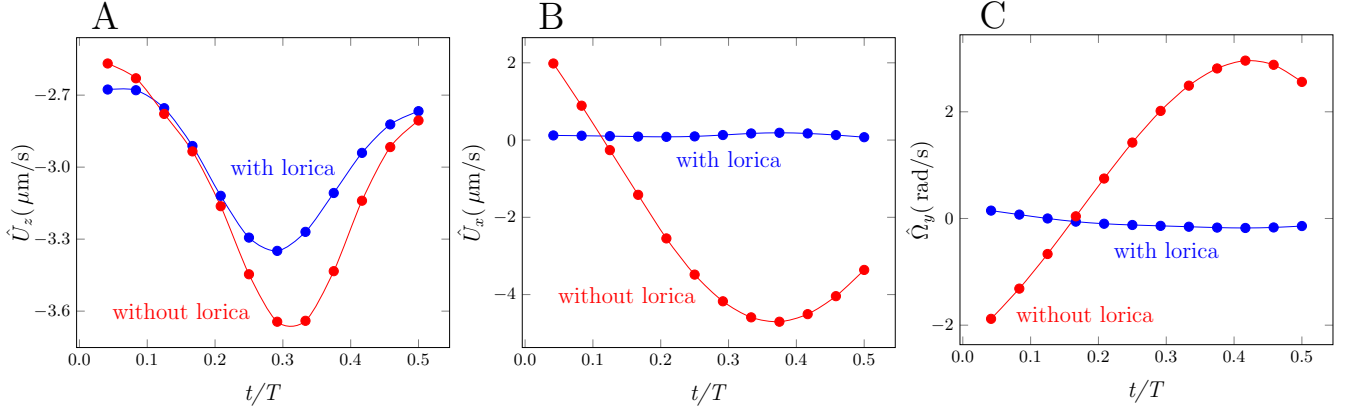 A
Û_z( μm/s)
−2.7
−3.0
−3.3
−3.6
with lorica
without lorica
0.0 0.1 0.2 0.3 0.4 0.5
t/T
B
Û_x( μm/s)
2
0
−2
−4
with lorica
without lorica
0.0 0.1 0.2 0.3 0.4 0.5
t/T
C
Ω̂_y( rad/s)
2
0
−2
with lorica
without lorica
0.0 0.1 0.2 0.3 0.4 0.5
t/T